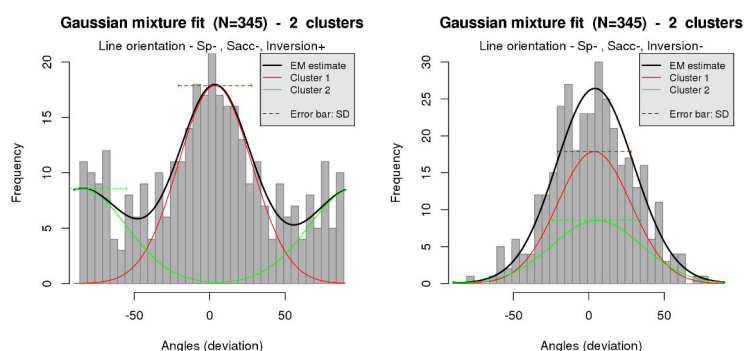 Gaussian mixture fit (N=345) - 2 clusters
Line orientation - Sp- , Sacc-, Inversion+
EM estimate
Cluster 1
Cluster 2
Error bar: SD
Frequency
20
15
10
5
0
-50
0
50
Angles (deviation)
Gaussian mixture fit (N=345) - 2 clusters
Line orientation - Sp- , Sacc-, Inversion-
EM estimate
Cluster 1
Cluster 2
Error bar: SD
Frequency
30
25
20
15
10
5
0
-50
0
50
Angles (deviation)